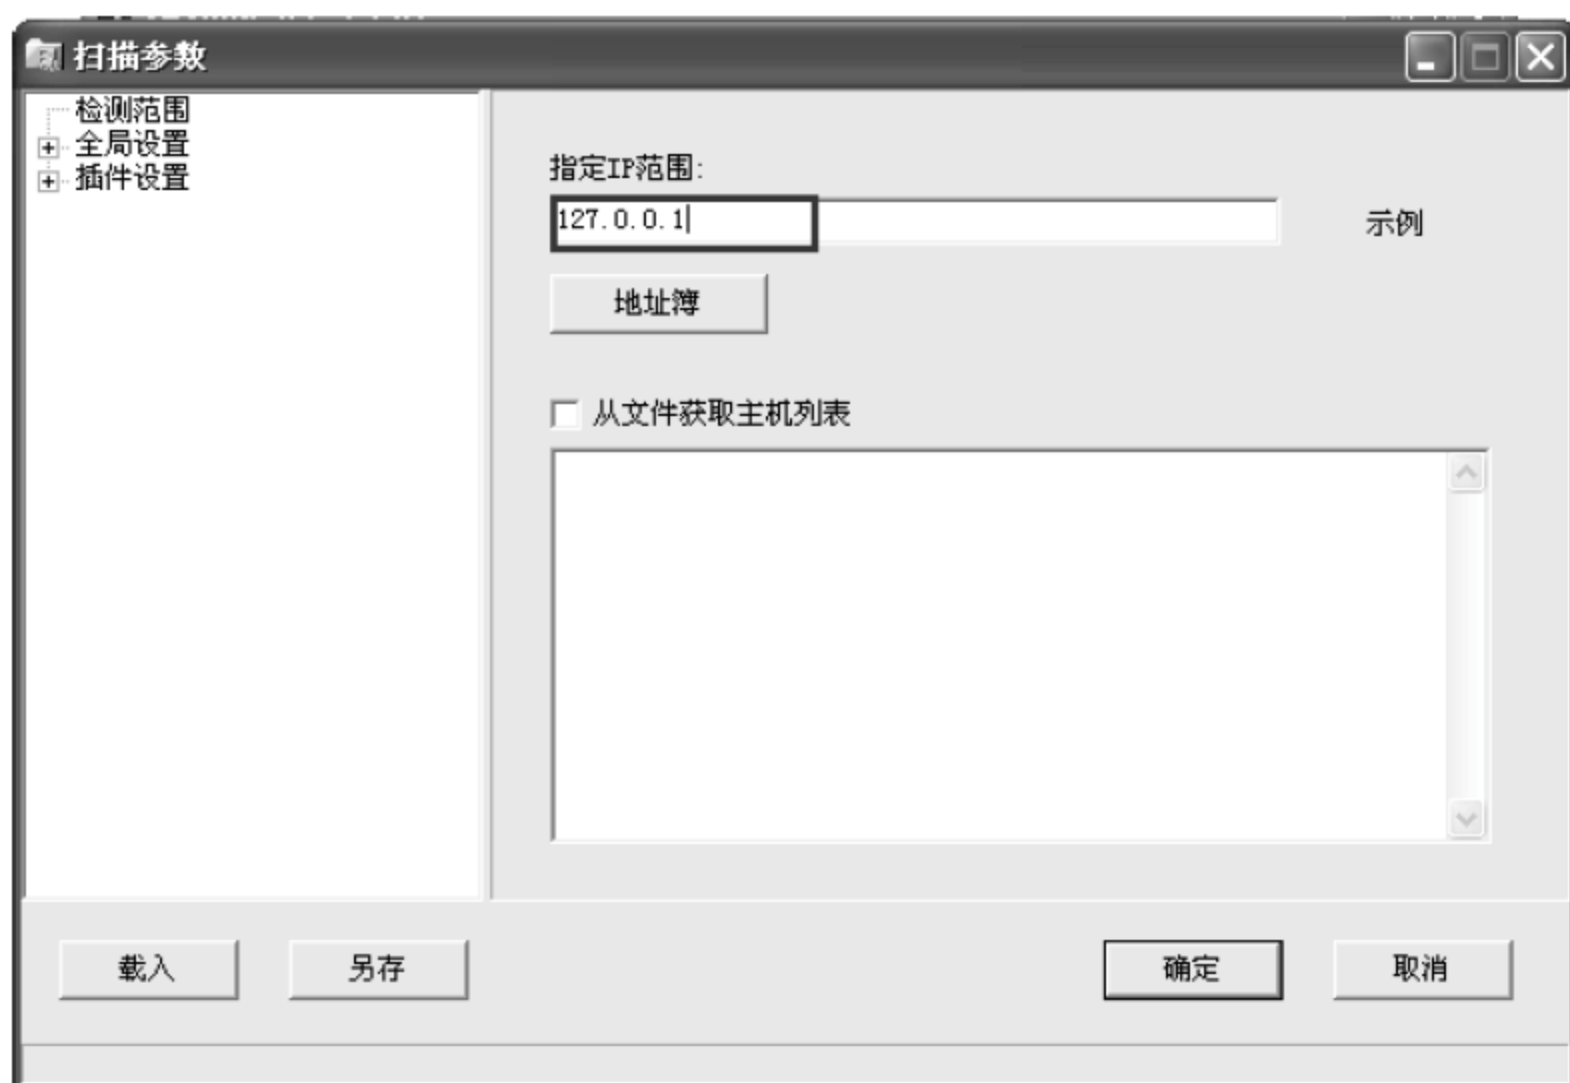 扫描参数
检测范围
全局设置
插件设置
指定IP范围:
127.0.0.1
示例
地址簿
从文件获取主机列表
载入
另存
确定
取消